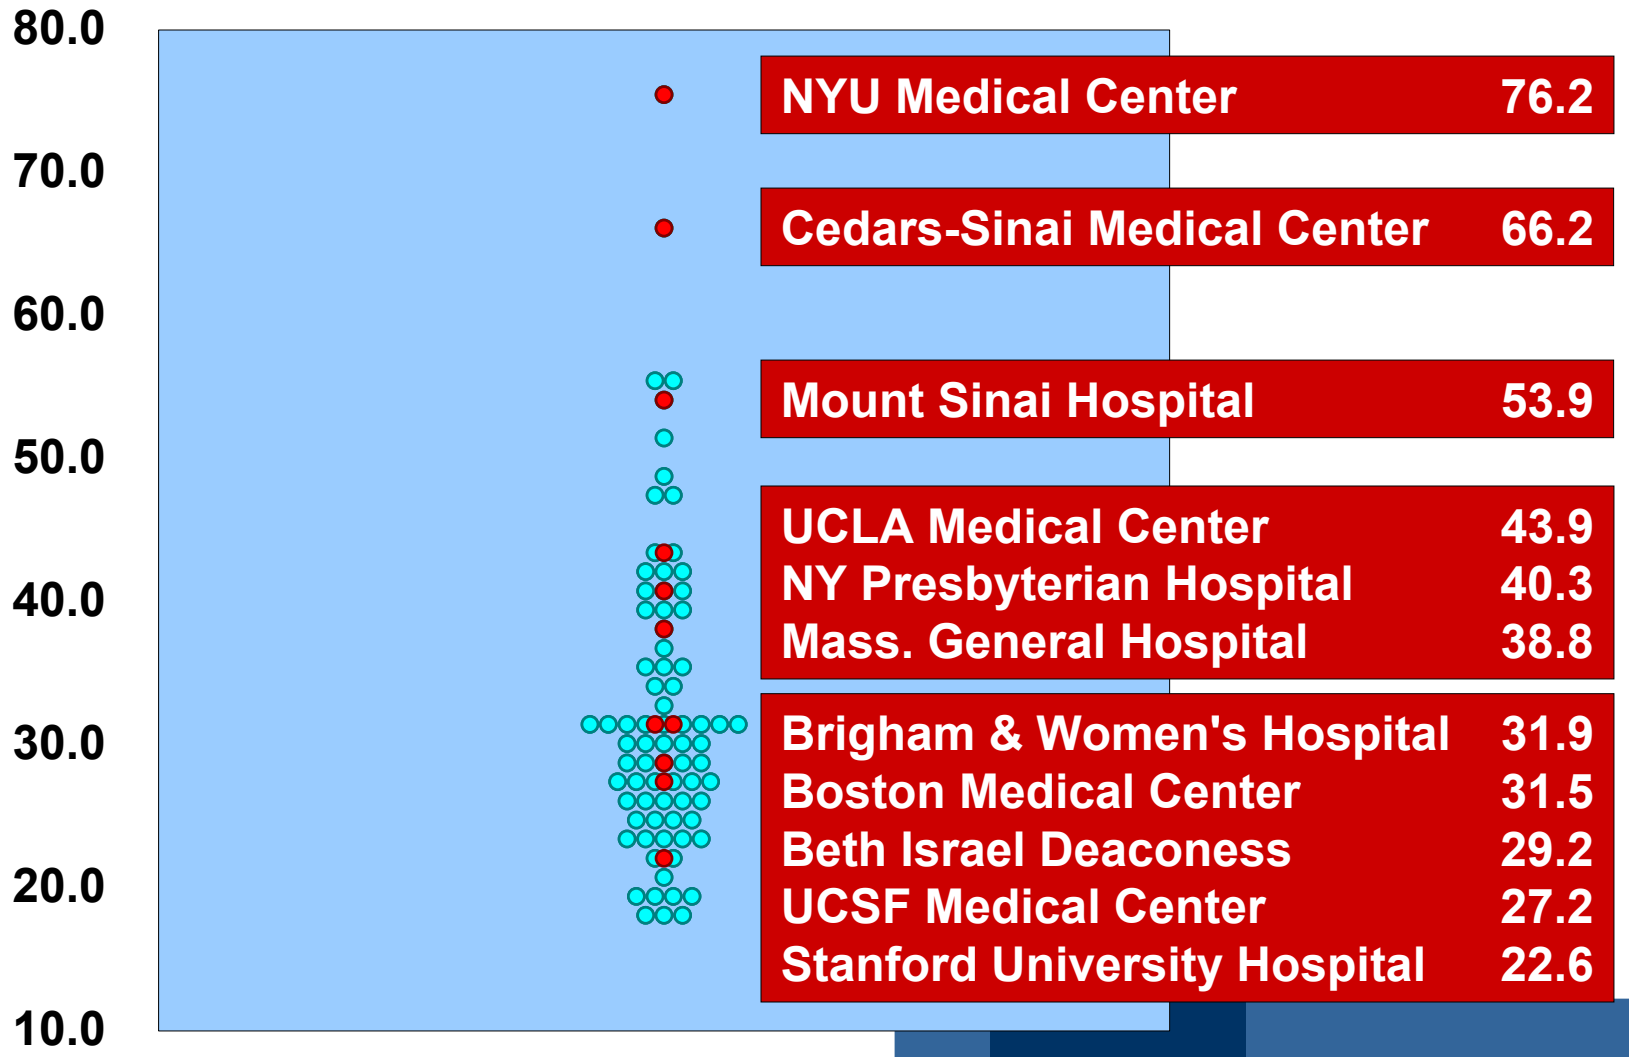 80.0
70.0
60.0
50.0
40.0
30.0
20.0
10.0
NYU Medical Center 76.2
Cedars-Sinai Medical Center 66.2
Mount Sinai Hospital 53.9
UCLA Medical Center 43.9
NY Presbyterian Hospital 40.3
Mass. General Hospital 38.8
Brigham & Women's Hospital 31.9
Boston Medical Center 31.5
Beth Israel Deaconess 29.2
UCSF Medical Center 27.2
Stanford University Hospital 22.6